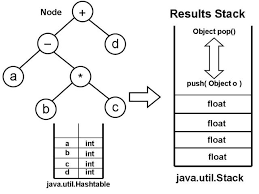 Node
+
Results Stack
−
d
Object pop()
a
*
push( Object o )
b
c
float
float
float
float
a int
b int
c int
d int
java.util.Hashtable
java.util.Stack